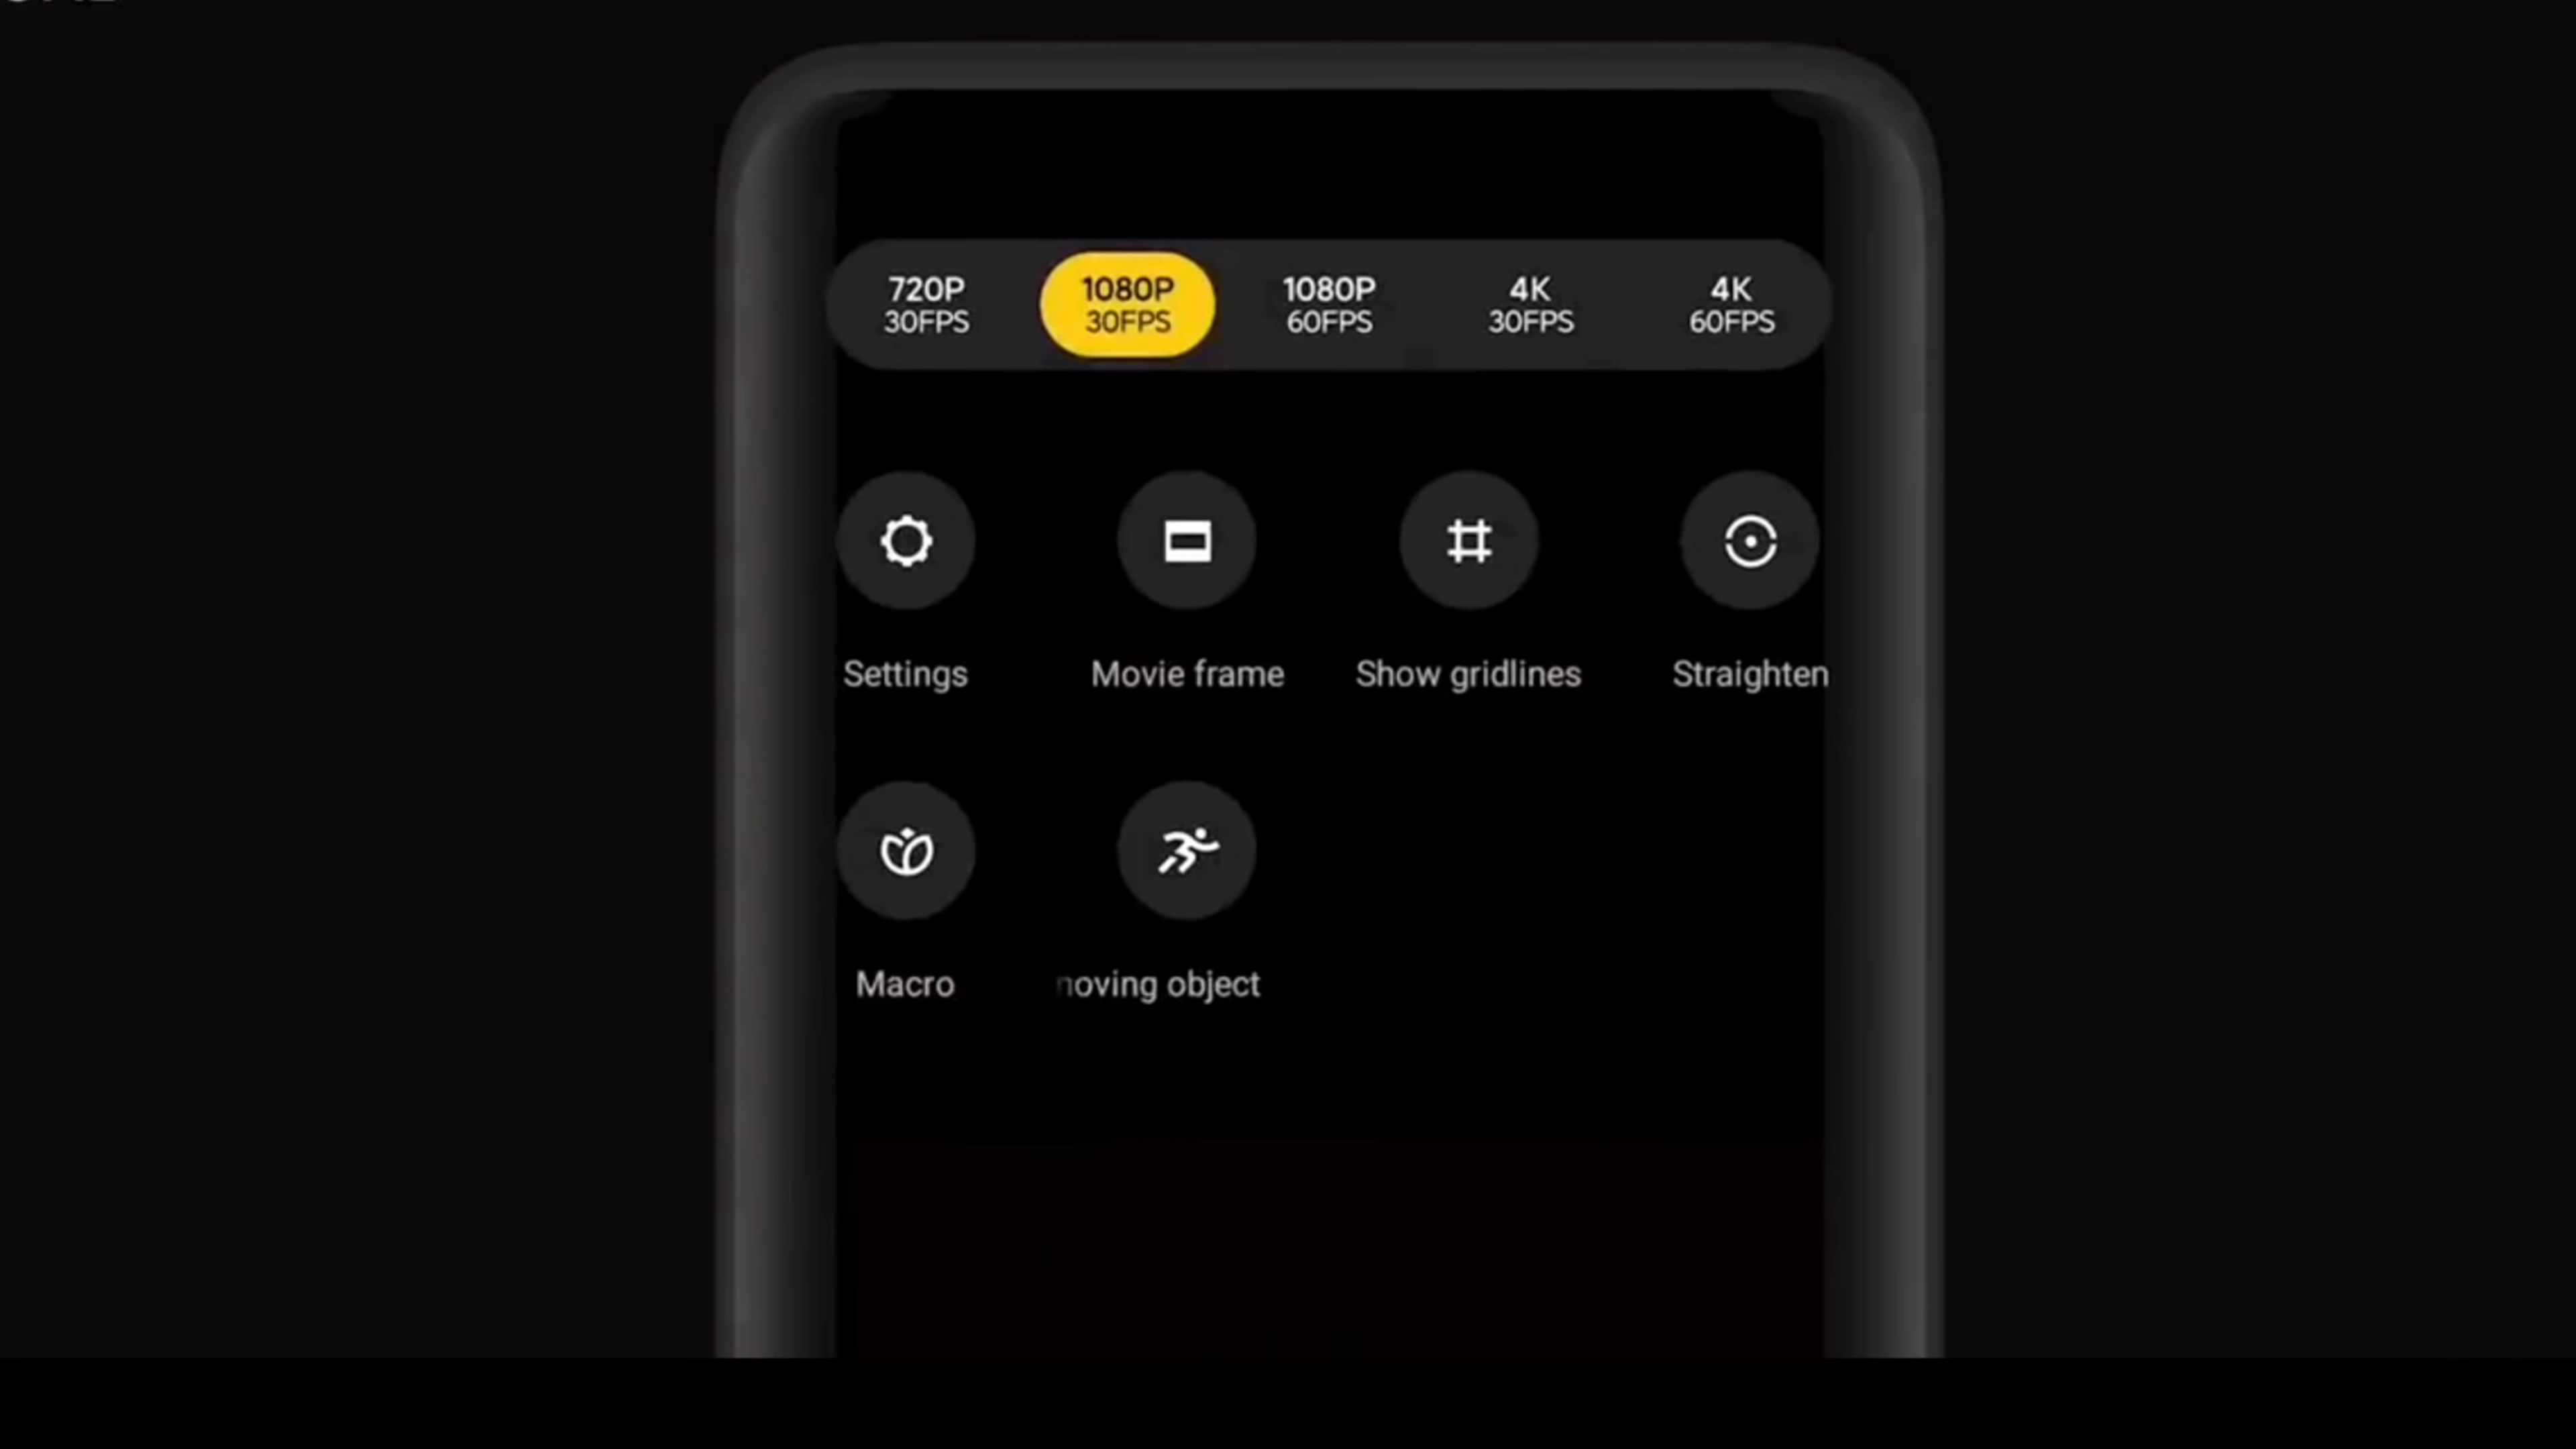 720P 1080P 1080P 4K 4K
30FPS 30FPS 60FPS 30FPS 60FPS
Settings Movie frame Show gridlines Straighten
Macro noving object